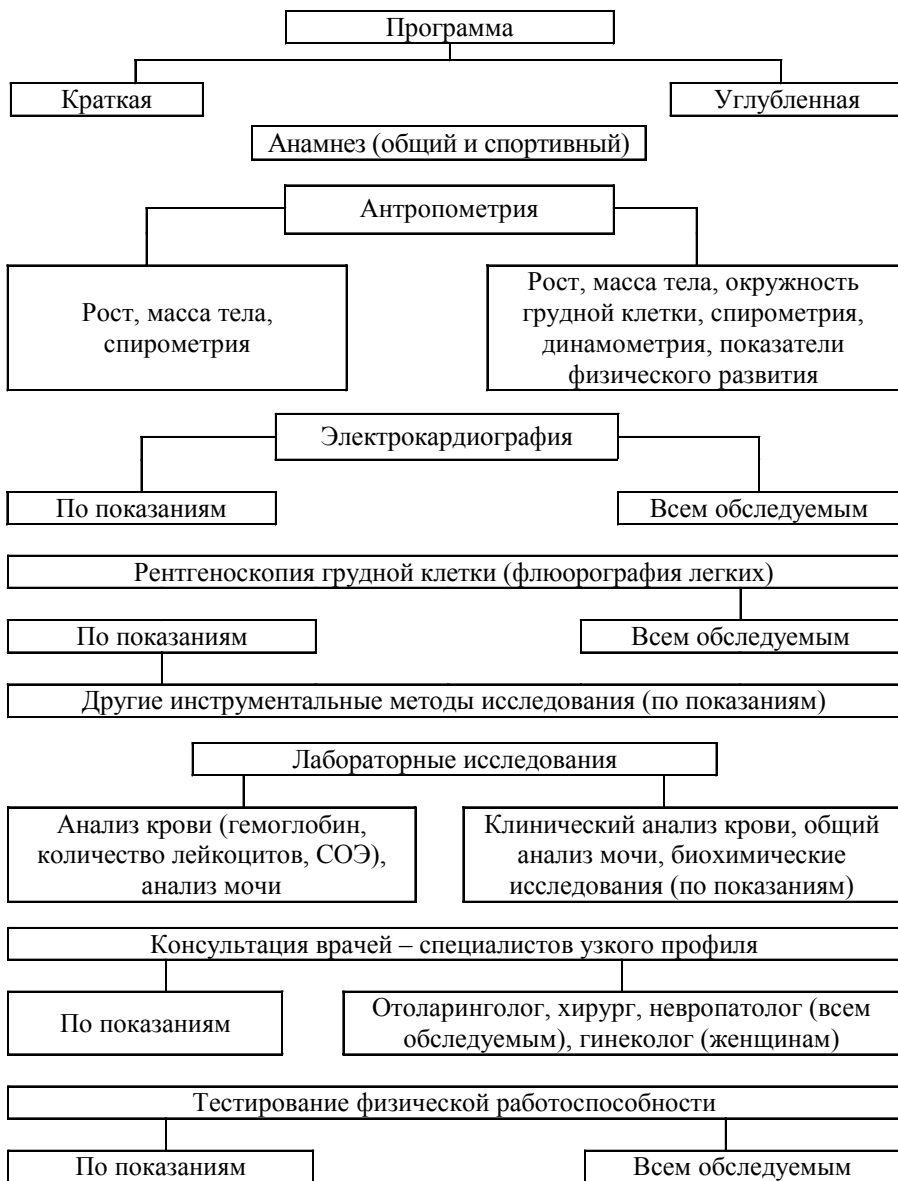 Программа
Краткая
Углубленная
Анамнез (общий и спортивный)
Антропометрия
Рост, масса тела,
спирометрия
Рост, масса тела, окружность
грудной клетки, спирометрия,
динамометрия, показатели
физического развития
Электрокардиография
По показаниям
Всем обследуемым
Рентгеноскопия грудной клетки (флюорография легких)
По показаниям
Всем обследуемым
Другие инструментальные методы исследования (по показаниям)
Лабораторные исследования
Анализ крови (гемоглобин,
количество лейкоцитов, СОЭ),
анализ мочи
Клинический анализ крови, общий
анализ мочи, биохимические
исследования (по показаниям)
Консультация врачей – специалистов узкого профиля
По показаниям
Отоларинголог, хирург, невропатолог (всем
обследуемым), гинеколог (женщинам)
Тестирование физической работоспособности
По показаниям
Всем обследуемым